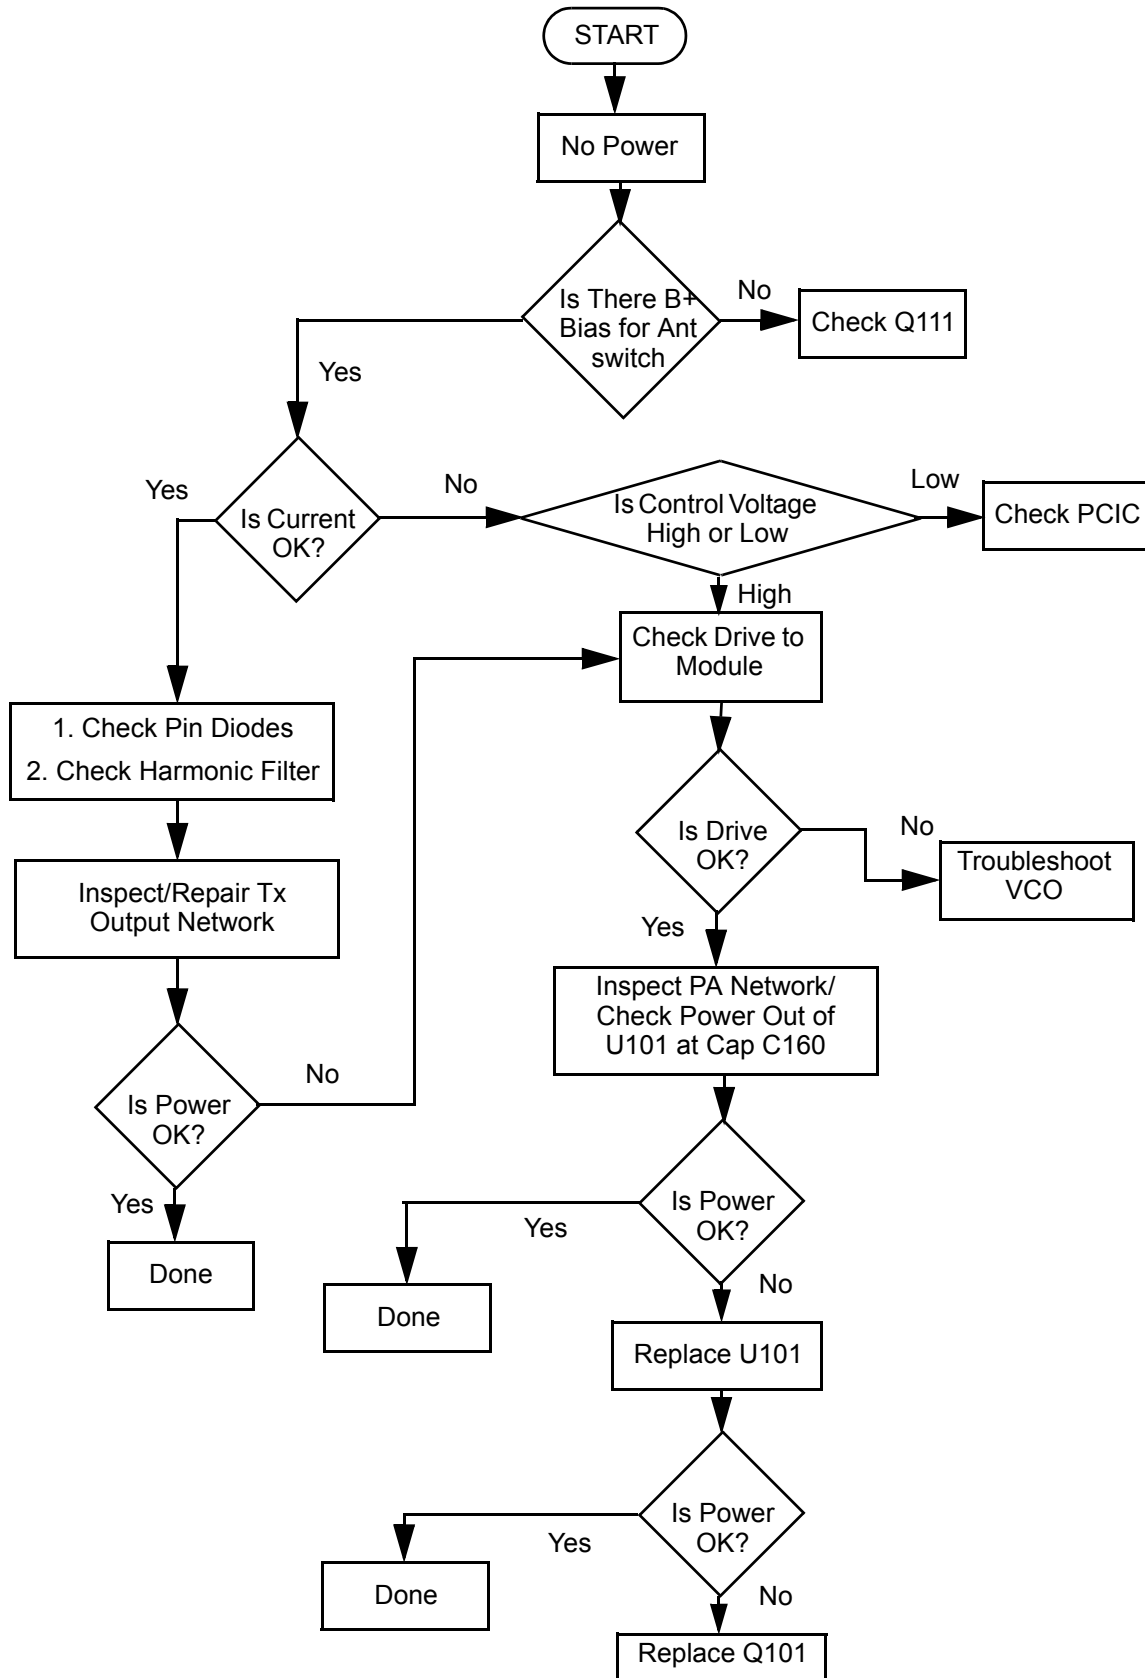 START
No Power
Is There B+
Bias for Ant
switch
No
Check Q111
Yes
Is Current
OK?
Yes
No
Is Control Voltage
High or Low
Low
Check PCIC
High
Check Drive to
Module
1. Check Pin Diodes
2. Check Harmonic Filter
Is Drive
OK?
No
Troubleshoot
VCO
Inspect/Repair Tx
Output Network
Yes
Inspect PA Network/
Check Power Out of
U101 at Cap C160
Is Power
OK?
No
Yes
Done
Is Power
OK?
Yes
Done
No
Replace U101
Is Power
OK?
Yes
Done
No
Replace Q101